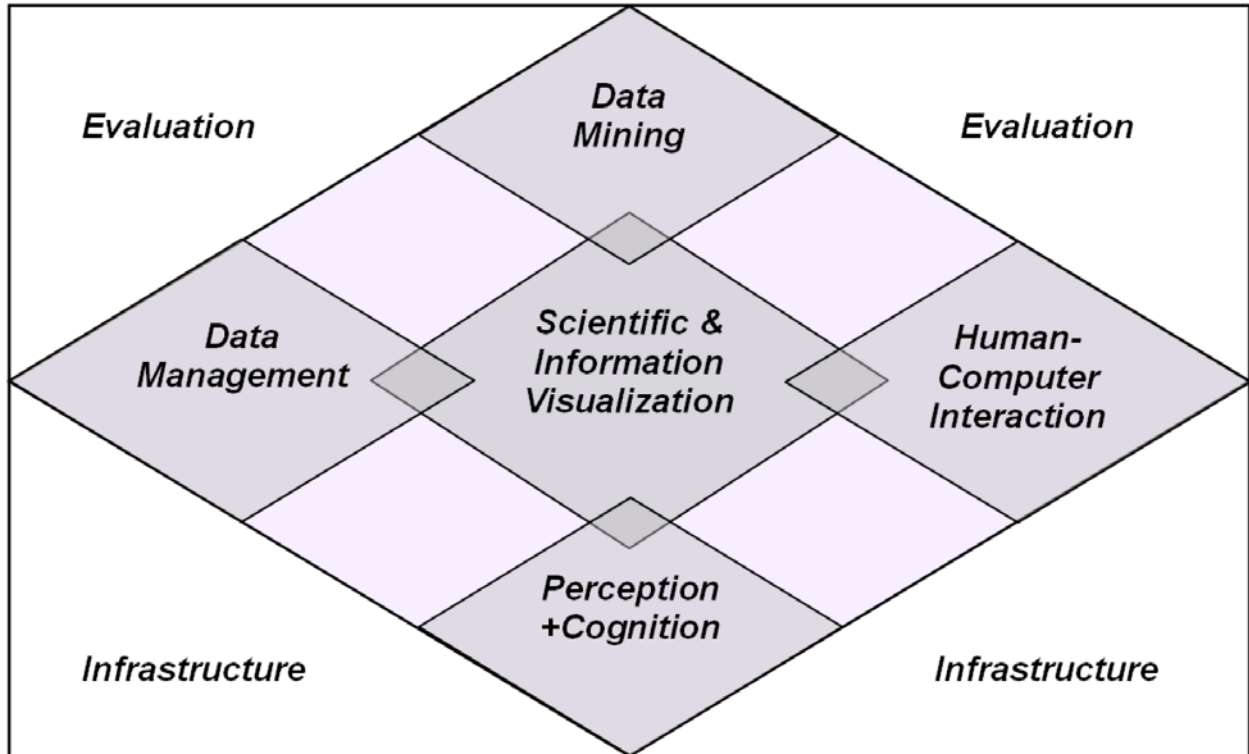 Data
Mining
Evaluation
Evaluation
Data
Management
Scientific &
Information
Visualization
Human-
Computer
Interaction
Perception
+Cognition
Infrastructure
Infrastructure